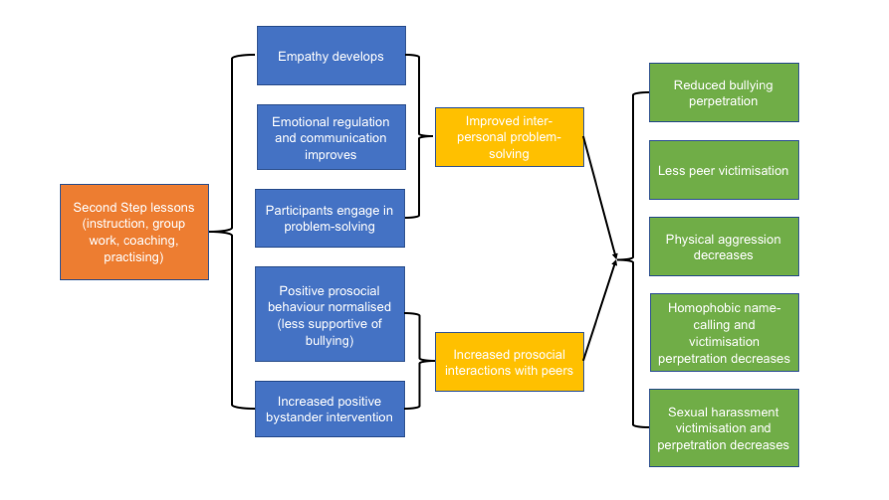 Second Step lessons
(instruction, group
work, coaching,
practising)
Empathy develops
Emotional regulation
and communication
improves
Participants engage in
problem-solving
Positive prosocial
behaviour normalised
(less supportive of
bullying)
Increased positive
bystander intervention
Improved inter-
personal problem-
solving
Increased prosocial
interactions with peers
Reduced bullying
perpetration
Less peer victimisation
Physical aggression
decreases
Homophobic name-
calling and
victimisation
perpetration decreases
Sexual harassment
victimisation and
perpetration decreases